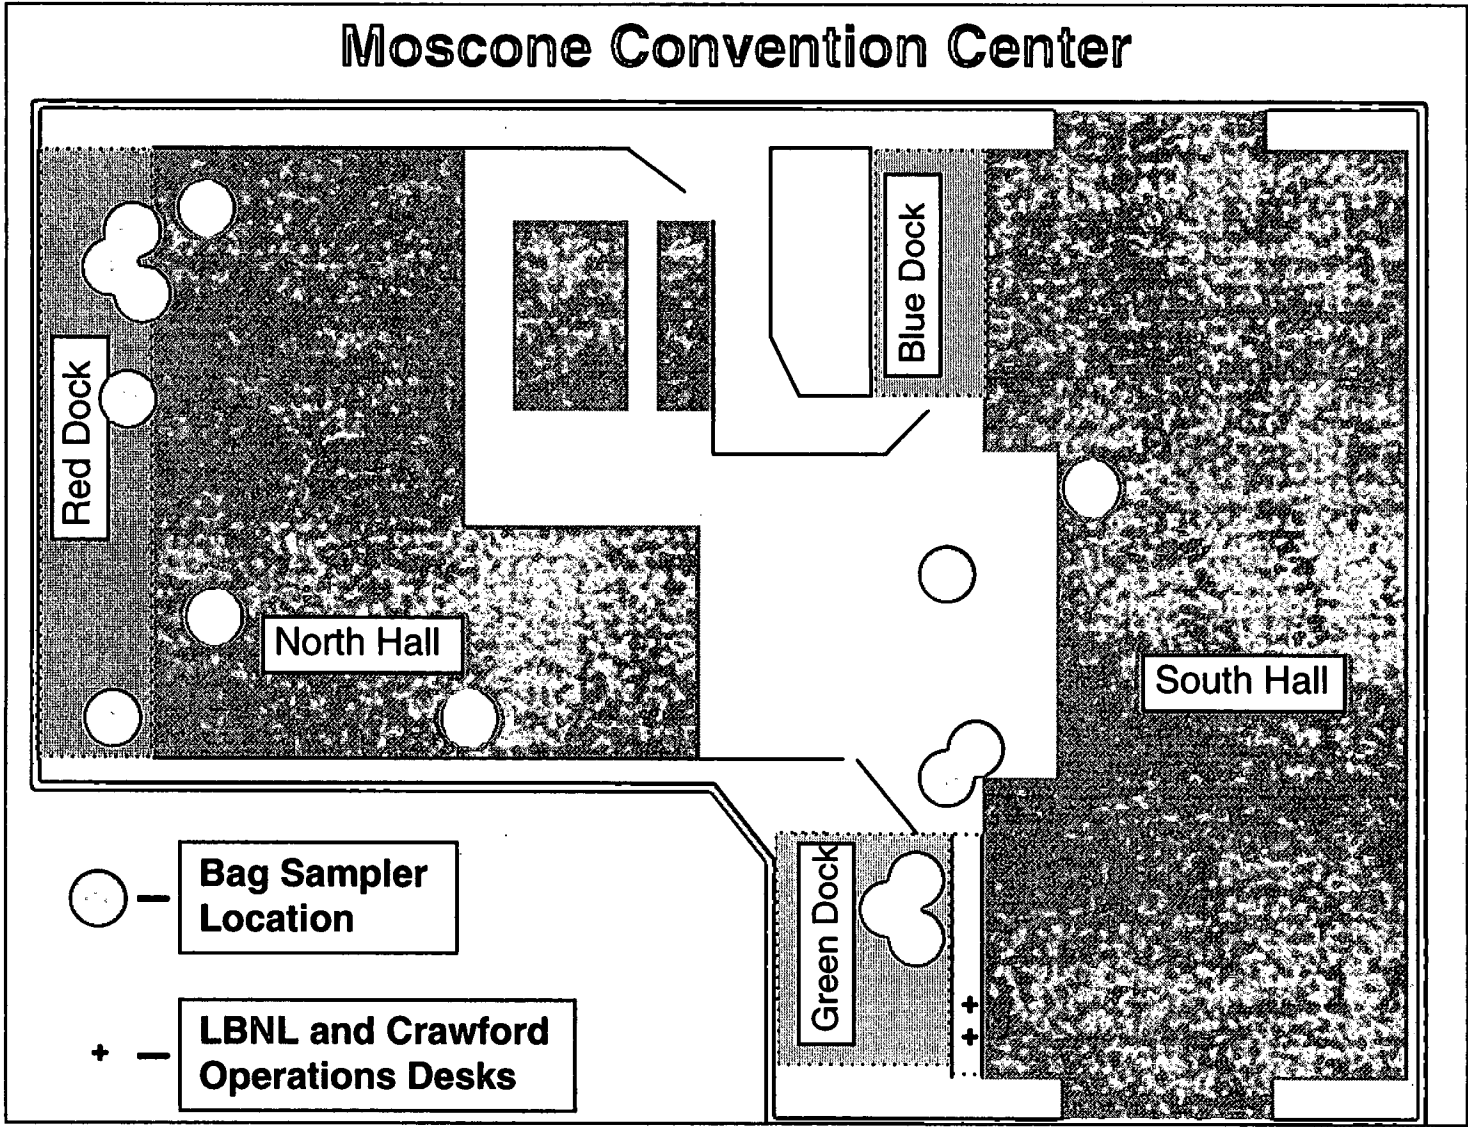 Moscone Convention Center
Blue Dock
Red Dock
North Hall
South Hall
Green Dock
Bag Sampler
Location
+
+
LBNL and Crawford
Operations Desks
+